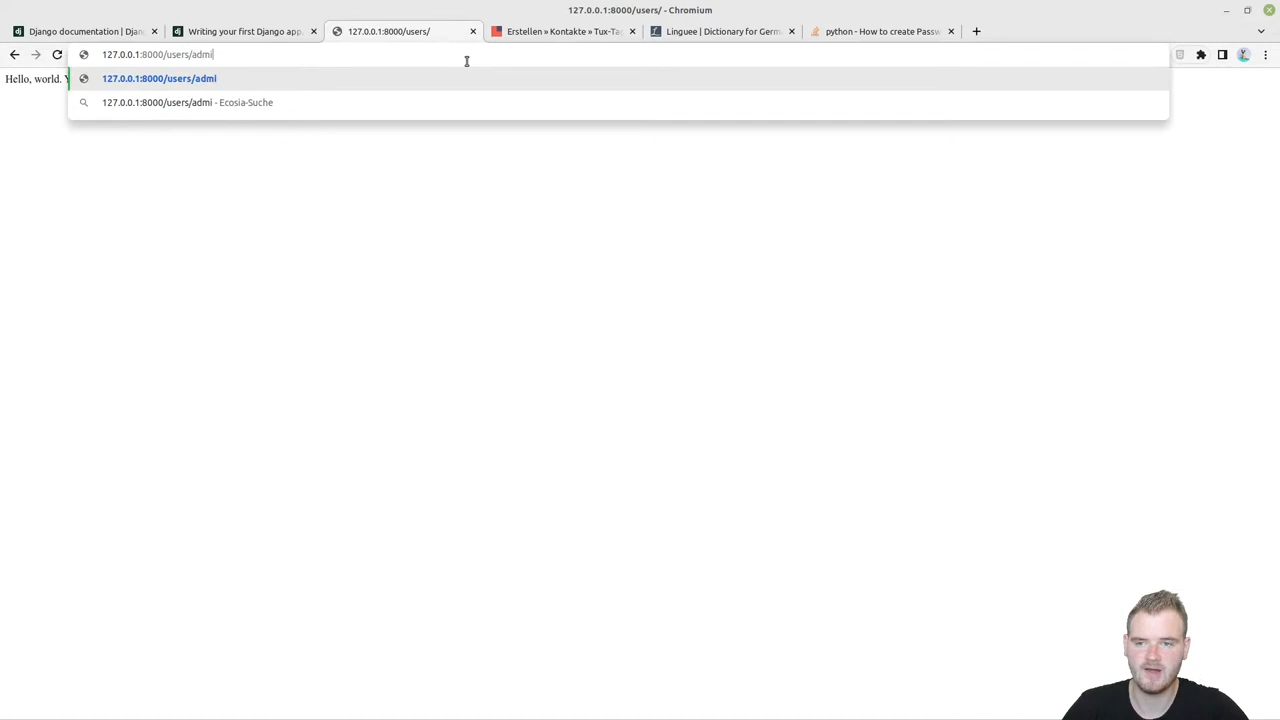 127.0.0.1:8000/users/ - Chromium
Django documentation | Djan
Writing your first Django app,
127.0.0.1:8000/users/
Erstellen » Kontakte » Tux-Tag
Linguee | Dictionary for Germ
python - How to create Passw
127.0.0.1:8000/users/admi
127.0.0.1:8000/users/admi
127.0.0.1:8000/users/admi - Ecosia-Suche
Hello, world. Y